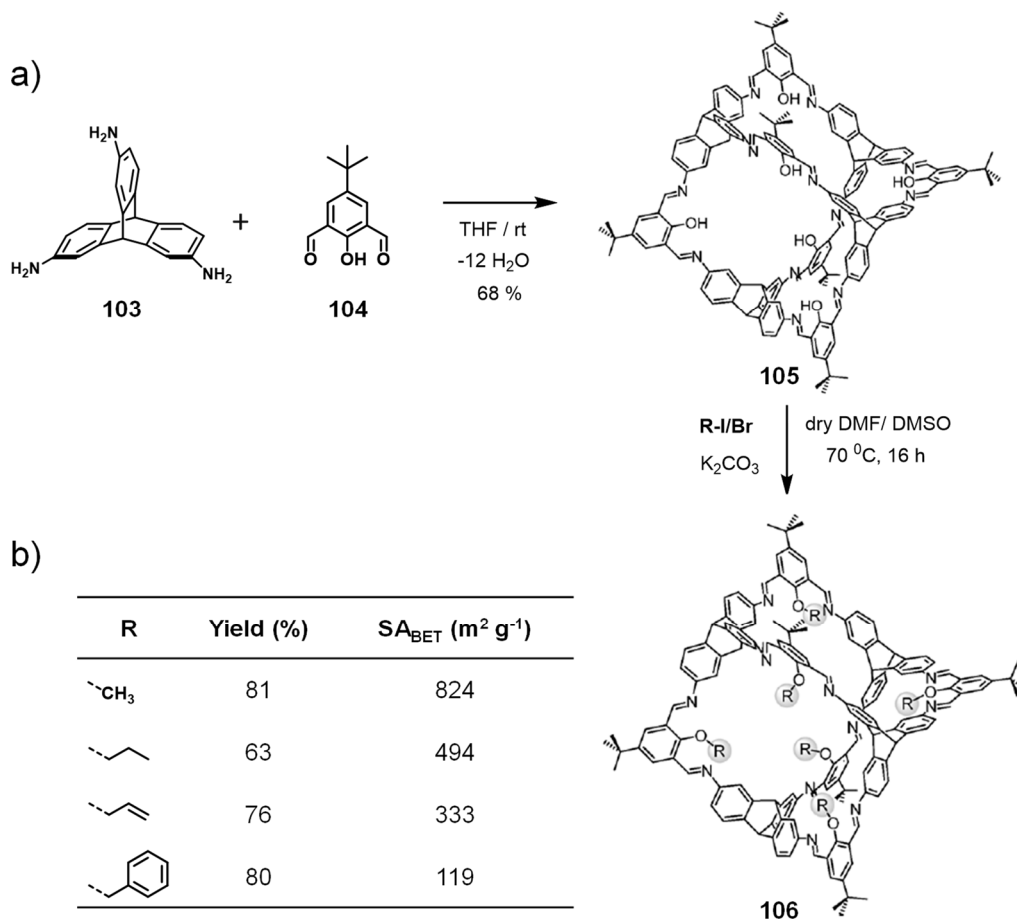 a)
H2N
H2N
NH2
103
+
O
OH
O
104
THF / rt
-12 H2O
68 %
N
N
OH
N
N
OH
N
N
HO
N
N
OH
N
N
HO
HO
N
N
105
R-I/Br
K2CO3
dry DMF/ DMSO
70 ⁰C, 16 h
b)
R Yield (%) SABET (m² g⁻¹)
CH3 81 824
63 494
76 333
80 119
N
N
O
R
N
N
O
R
N
N
R
O
N
N
O
R
R
O
N
N
R
O
N
N
106